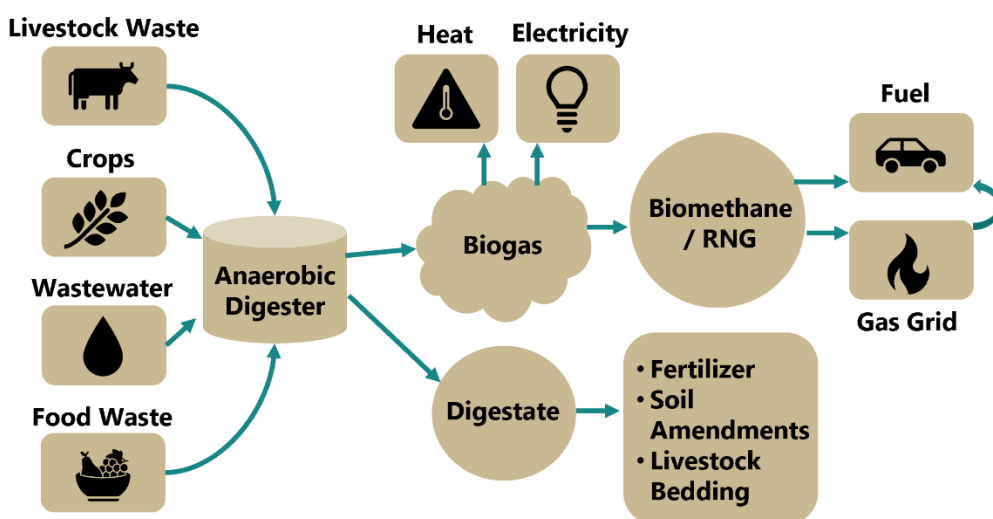 Livestock Waste
Heat
Electricity
Fuel
Crops
Biomethane
/ RNG
Biogas
Anaerobic
Digester
Wastewater
Gas Grid
• Fertilizer
• Soil
Amendments
• Livestock
Bedding
Digestate
Food Waste